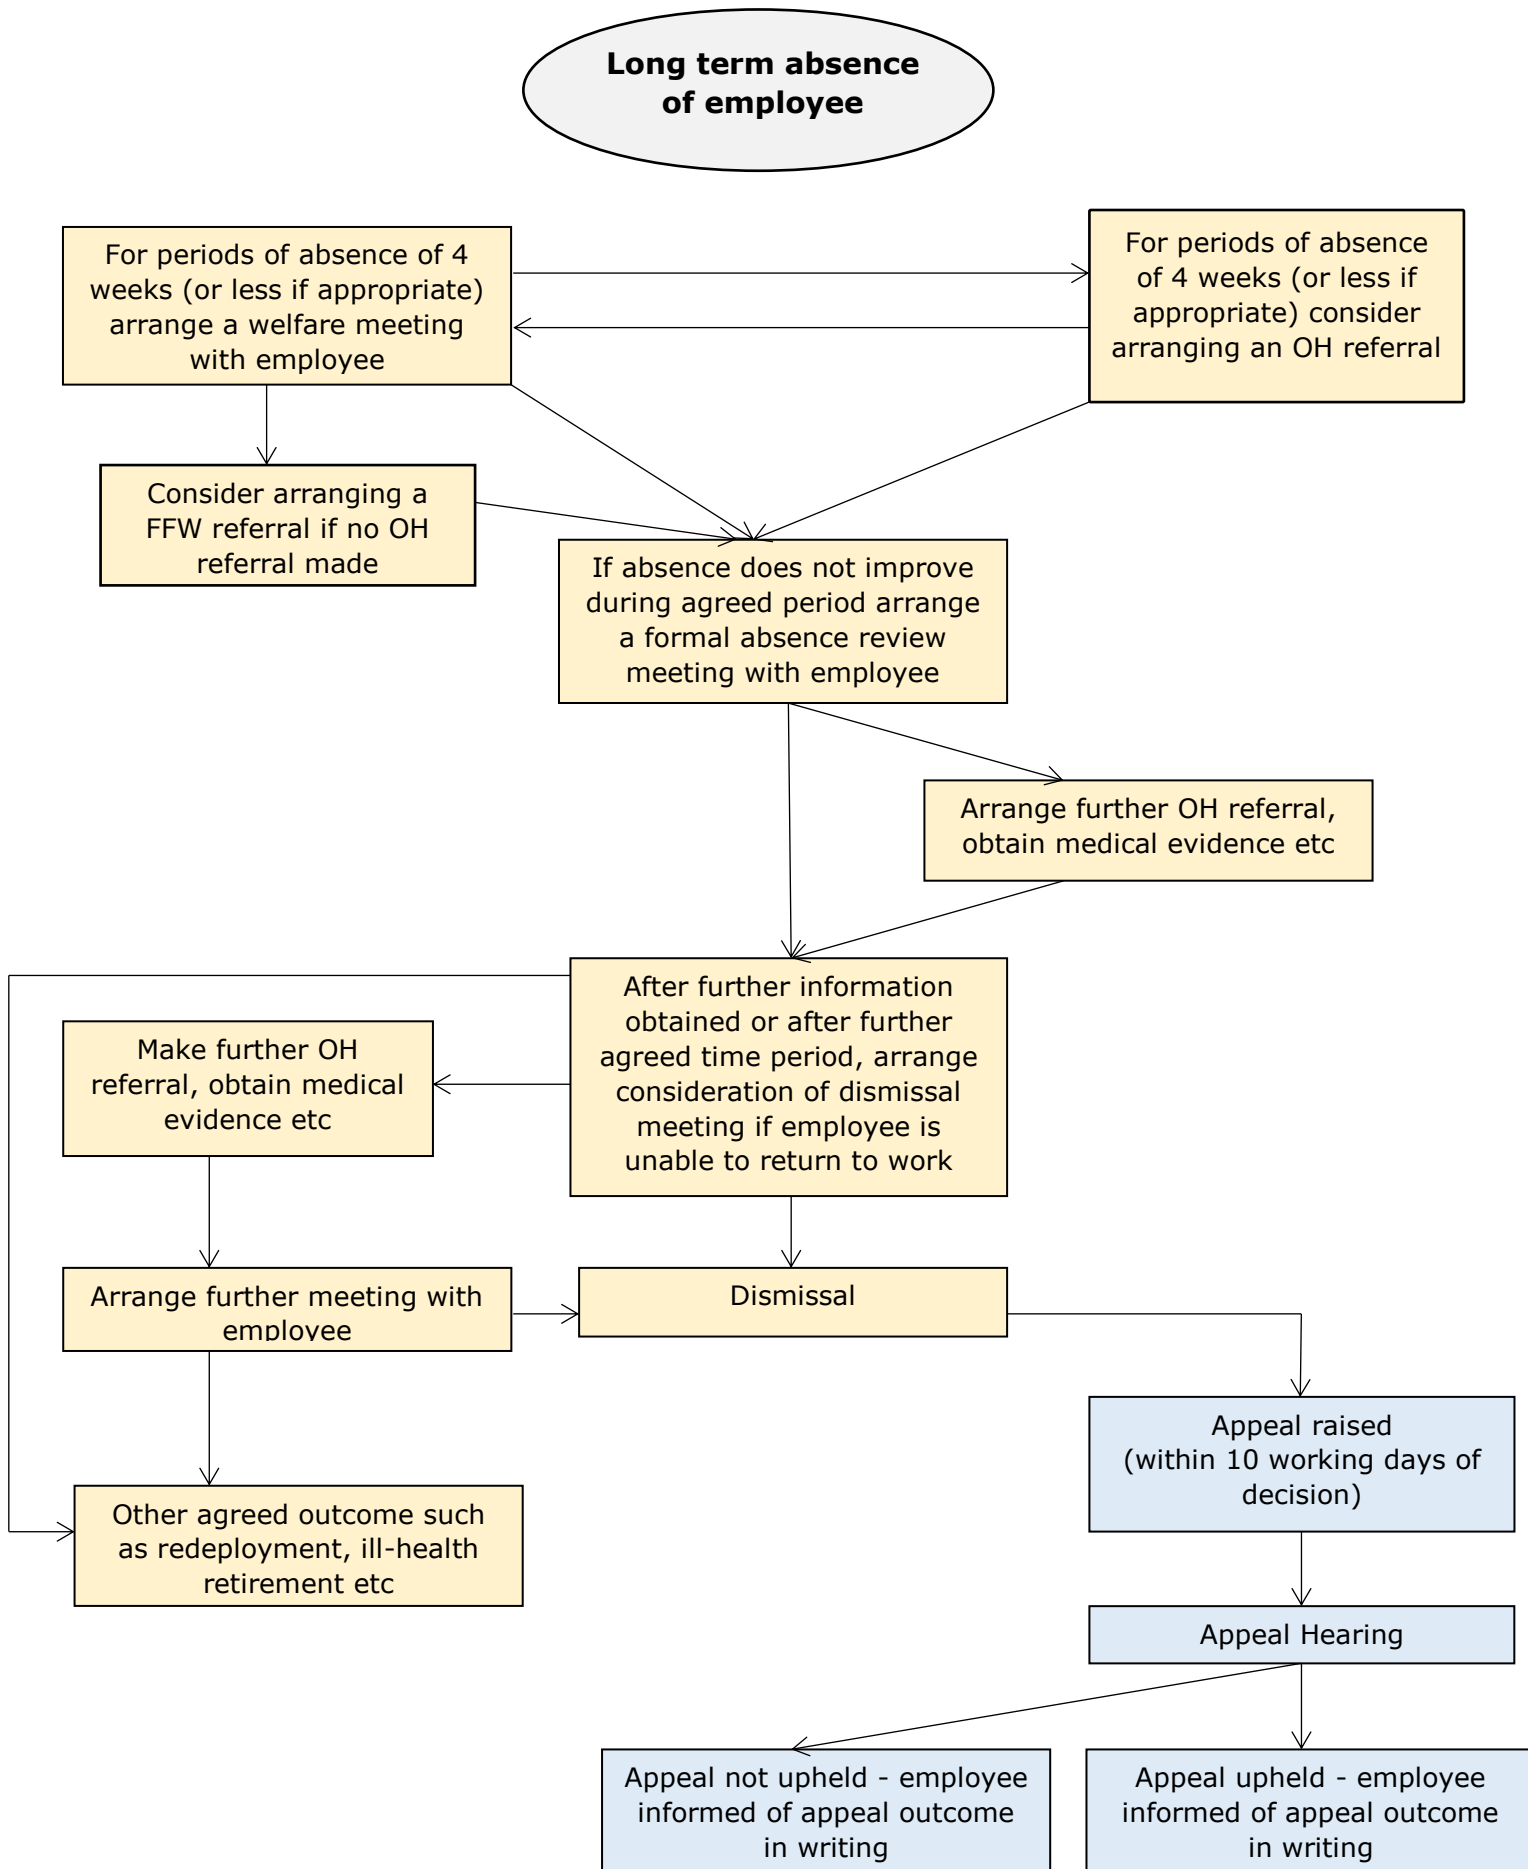 Long term absence
of employee
For periods of absence of 4
weeks (or less if appropriate)
arrange a welfare meeting
with employee
For periods of absence
of 4 weeks (or less if
appropriate) consider
arranging an OH referral
Consider arranging a
FFW referral if no OH
referral made
If absence does not improve
during agreed period arrange
a formal absence review
meeting with employee
Arrange further OH referral,
obtain medical evidence etc
After further information
obtained or after further
agreed time period, arrange
consideration of dismissal
meeting if employee is
unable to return to work
Make further OH
referral, obtain medical
evidence etc
Arrange further meeting with
employee
Dismissal
Appeal raised
(within 10 working days of
decision)
Other agreed outcome such
as redeployment, ill-health
retirement etc
Appeal Hearing
Appeal not upheld - employee
informed of appeal outcome
in writing
Appeal upheld - employee
informed of appeal outcome
in writing